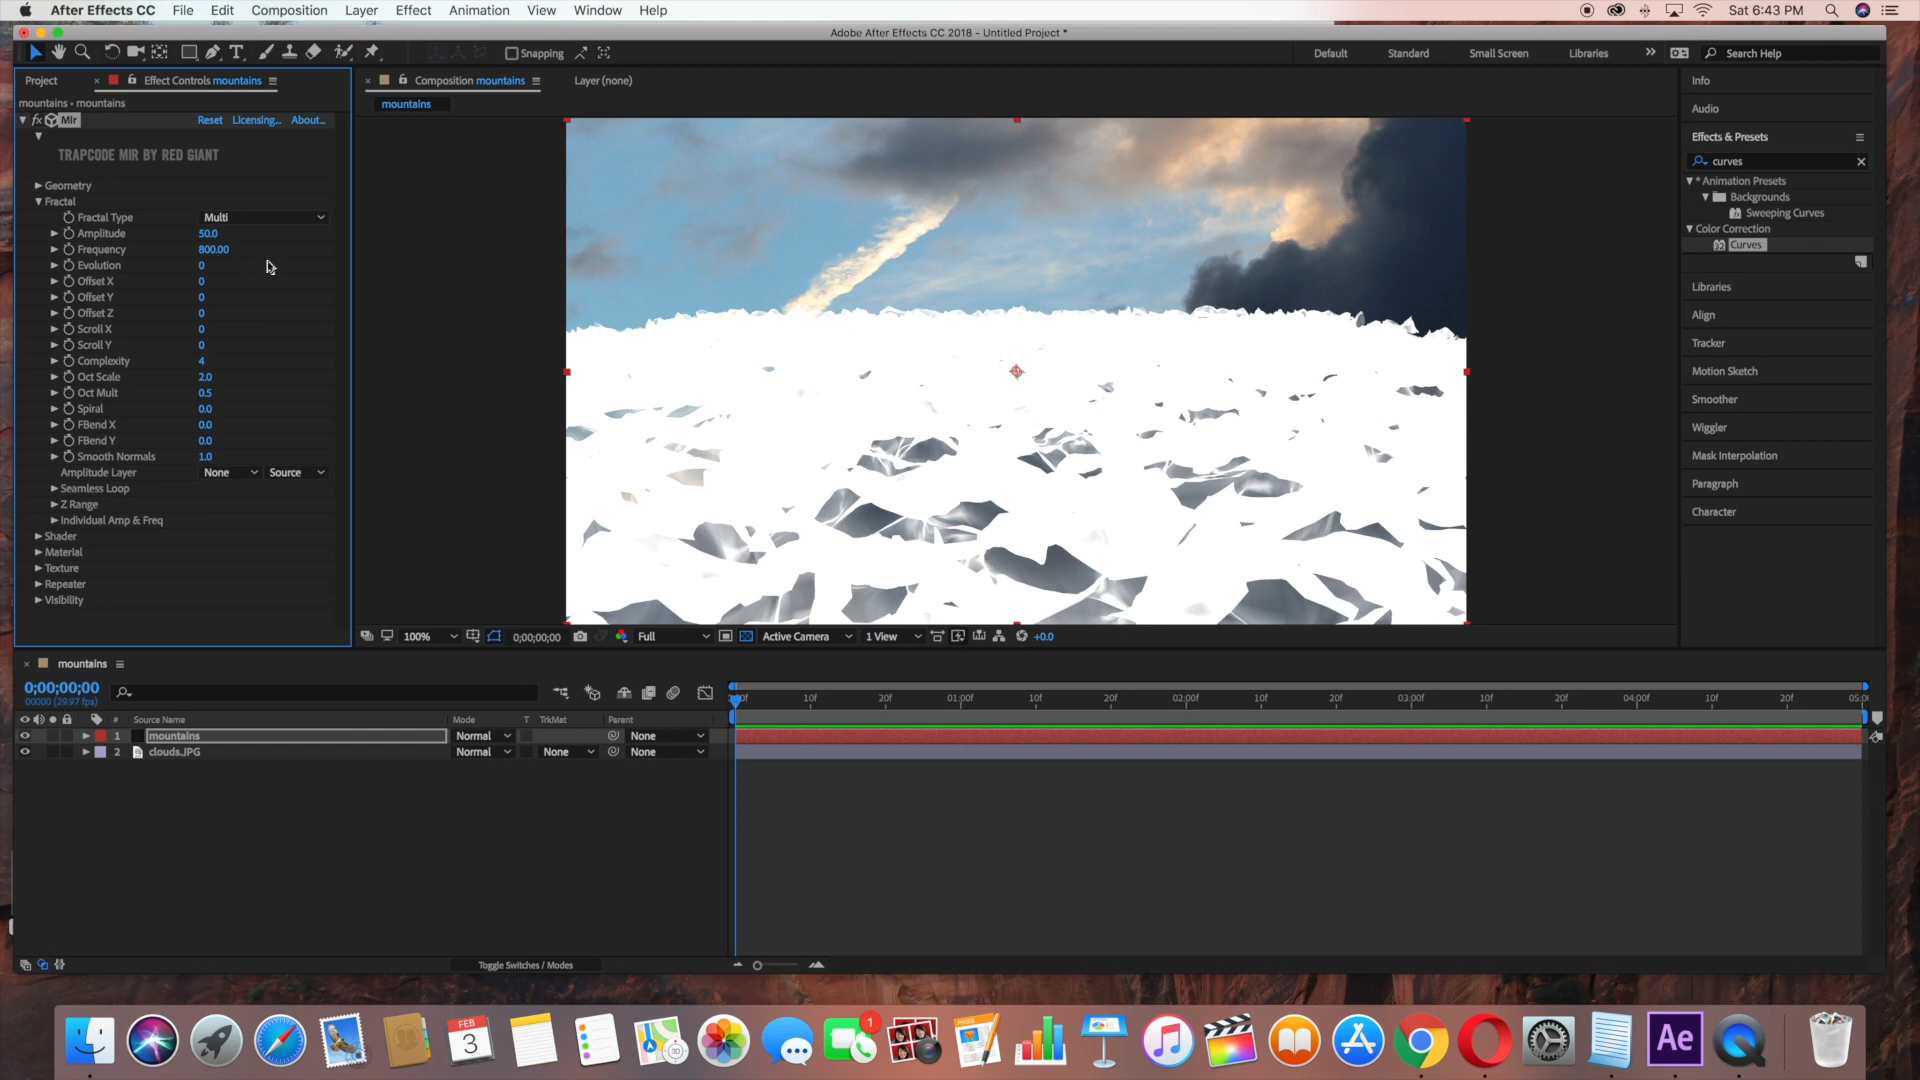 After Effects CC File Edit Composition Layer Effect Animation View Window Help Sat 6:43 PM
Adobe After Effects CC 2018 - Untitled Project *
Snapping Default Standard Small Screen Libraries Search Help
Project Effect Controls mountains Composition mountains Layer (none)
mountains • mountains
mountains
fx Mir Reset Licensing... About...
TRAPCODE MIR BY RED GIANT
Geometry
Fractal
Fractal Type Multi
Amplitude 50.0
Frequency 800.00
Evolution 0
Offset X 0
Offset Y 0
Offset Z 0
Scroll X 0
Scroll Y 0
Complexity 4
Oct Scale 2.0
Oct Mult 0.5
Spiral 0.0
FBend X 0.0
FBend Y 0.0
Smooth Normals 1.0
Amplitude Layer None Source
Seamless Loop
Z Range
Individual Amp & Freq
Shader
Material
Texture
Repeater
Visibility
100% 0;00;00;00 Full Active Camera 1 View +0.0
Info
Audio
Effects & Presets
curves
* Animation Presets
Backgrounds
Sweeping Curves
Color Correction
Curves
Libraries
Align
Tracker
Motion Sketch
Smoother
Wiggler
Mask Interpolation
Paragraph
Character
mountains
0;00;00;00
00000 (29.97 fps)
10f 20f 01:00f 10f 20f 02:00f 10f 20f 03:00f 10f 20f 04:00f 10f 20f 05:0
# Source Name Mode T TrkMat Parent
1 mountains Normal None
2 clouds.JPG Normal None None
Toggle Switches / Modes
FEB
3
3D
1
PAGES
Ae